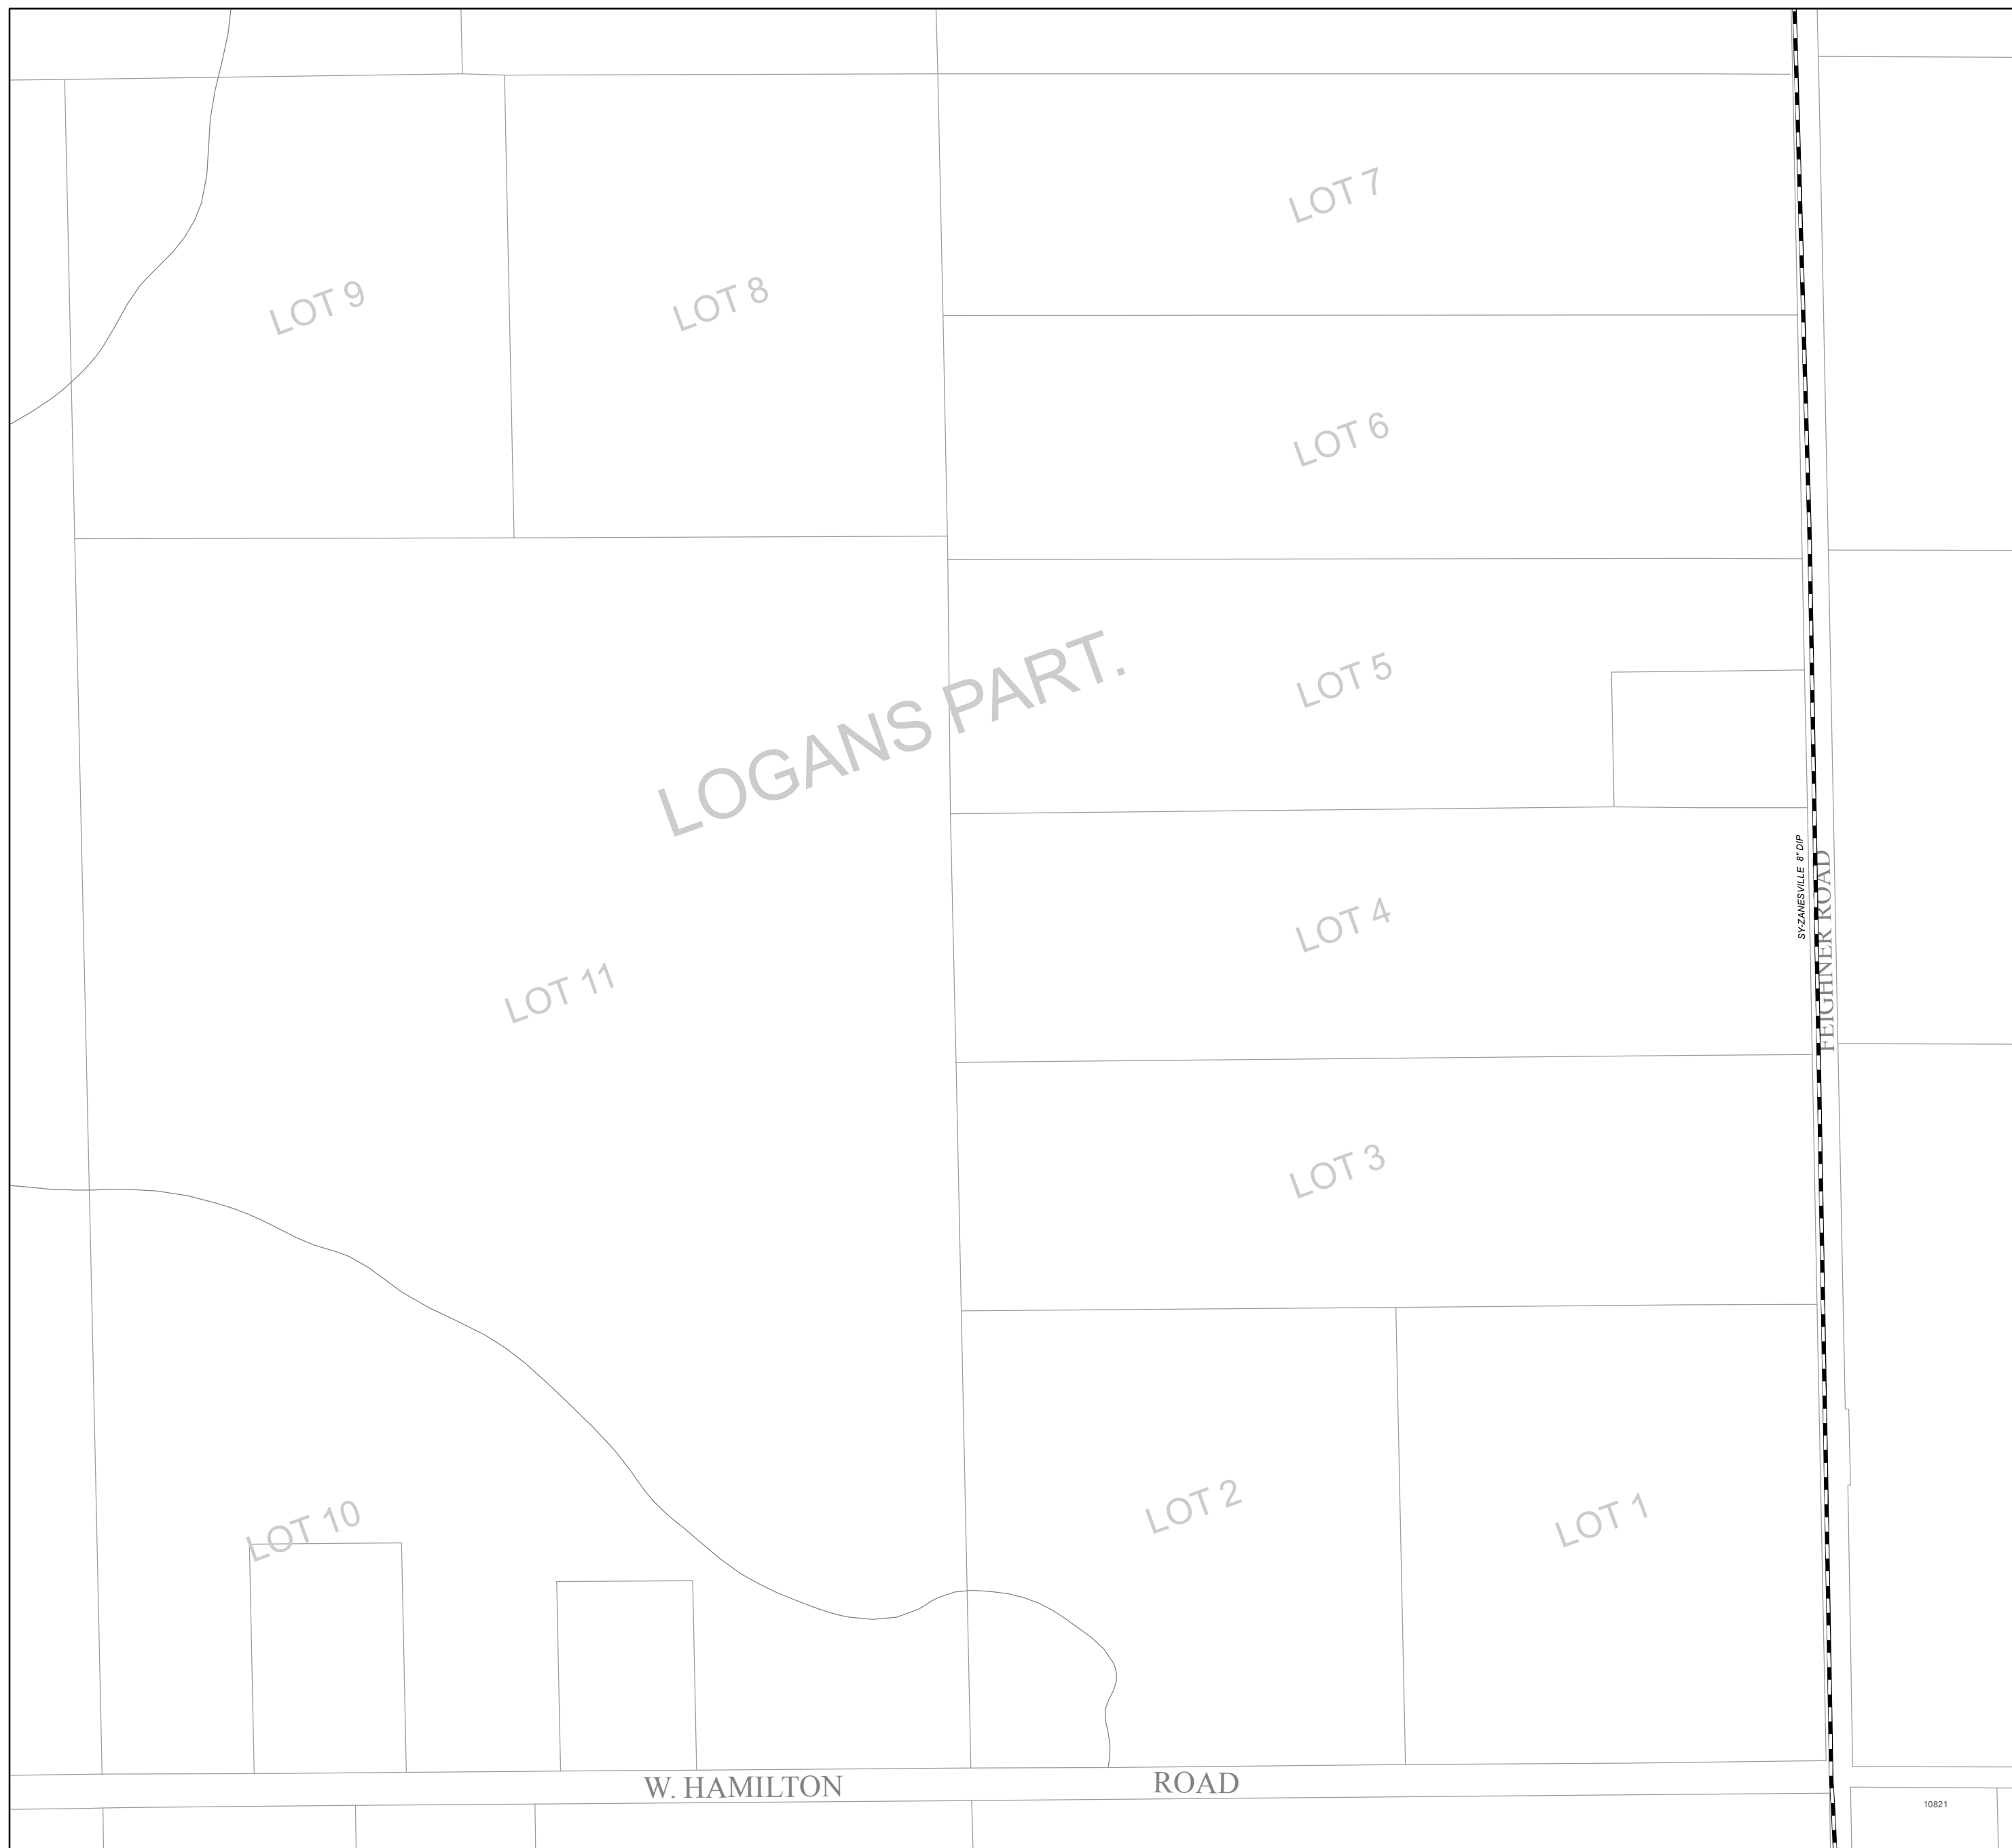 LOT 7
LOT 9
LOT 8
LOT 6
LOGANS PART.
LOT 5
SY-ZANESVILLE 8" DIP
FEIGHNER ROAD
LOT 4
LOT 11
LOT 3
LOT 2
LOT 1
LOT 10
W. HAMILTON ROAD
10821